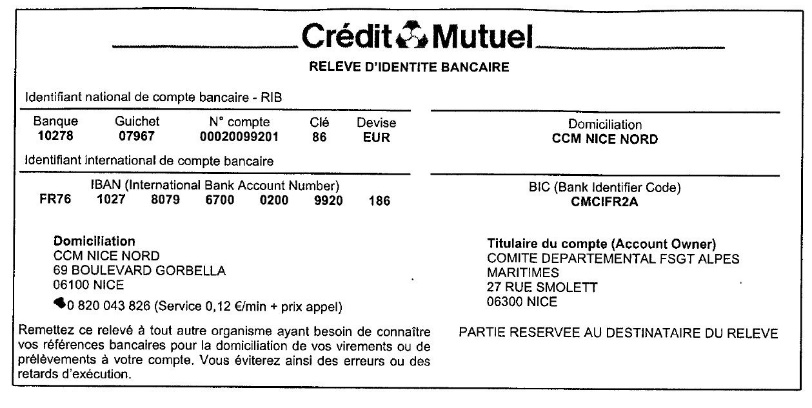 Crédit Mutuel
RELEVE D'IDENTITE BANCAIRE
Identifiant national de compte bancaire - RIB
Banque Guichet N° compte Clé Devise
10278 07967 00020099201 86 EUR
Domiciliation
CCM NICE NORD
Identifiant international de compte bancaire
IBAN (International Bank Account Number)
FR76 1027 8079 6700 0200 9920 186
BIC (Bank Identifier Code)
CMCIFR2A
Domiciliation
CCM NICE NORD
69 BOULEVARD GORBELLA
06100 NICE
0 820 043 826 (Service 0,12 €/min + prix appel)
Titulaire du compte (Account Owner)
COMITE DEPARTEMENTAL FSGT ALPES
MARITIMES
27 RUE SMOLETT
06300 NICE
Remettez ce relevé à tout autre organisme ayant besoin de connaître
vos références bancaires pour la domiciliation de vos virements ou de
prélèvements à votre compte. Vous éviterez ainsi des erreurs ou des
retards d'exécution.
PARTIE RESERVEE AU DESTINATAIRE DU RELEVE